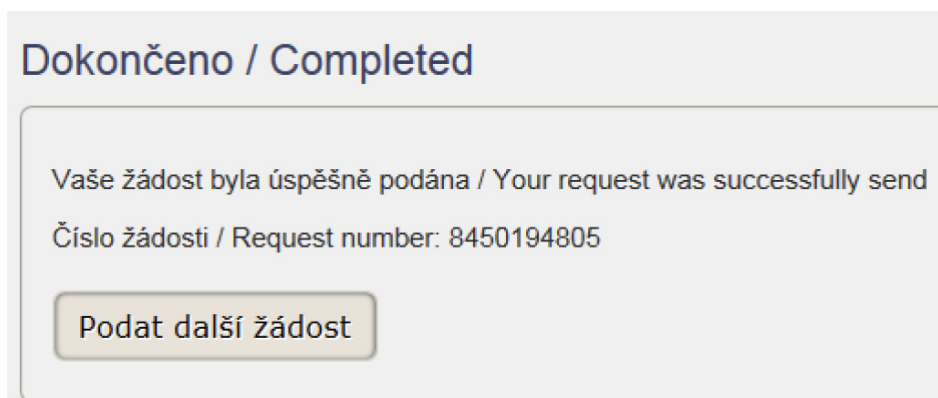 Dokončeno / Completed
Vaše žádost byla úspěšně podána / Your request was successfully send
Číslo žádosti / Request number: 8450194805
Podat další žádost